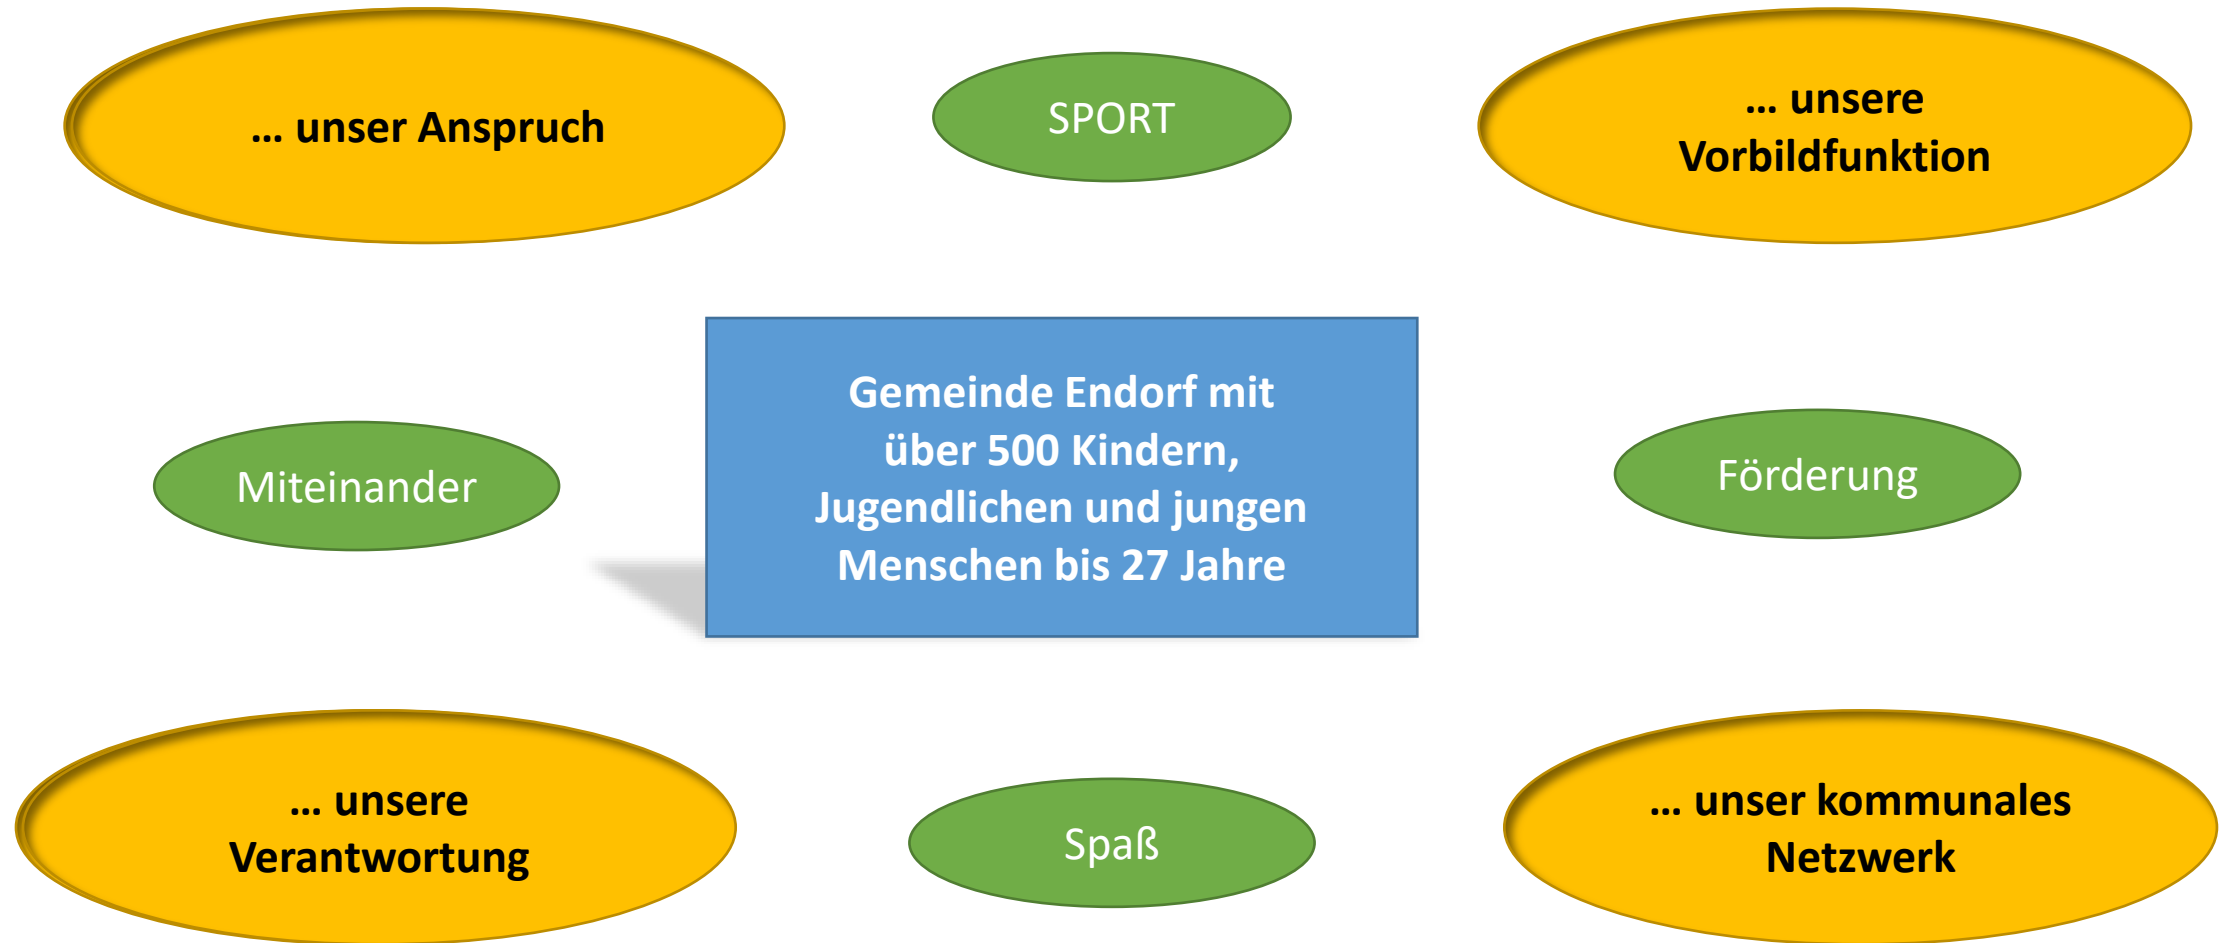 ... unser Anspruch
SPORT
... unsere
Vorbildfunktion
Gemeinde Endorf mit
über 500 Kindern,
Jugendlichen und jungen
Menschen bis 27 Jahre
Miteinander
Förderung
... unsere
Verantwortung
Spaß
... unser kommunales
Netzwerk